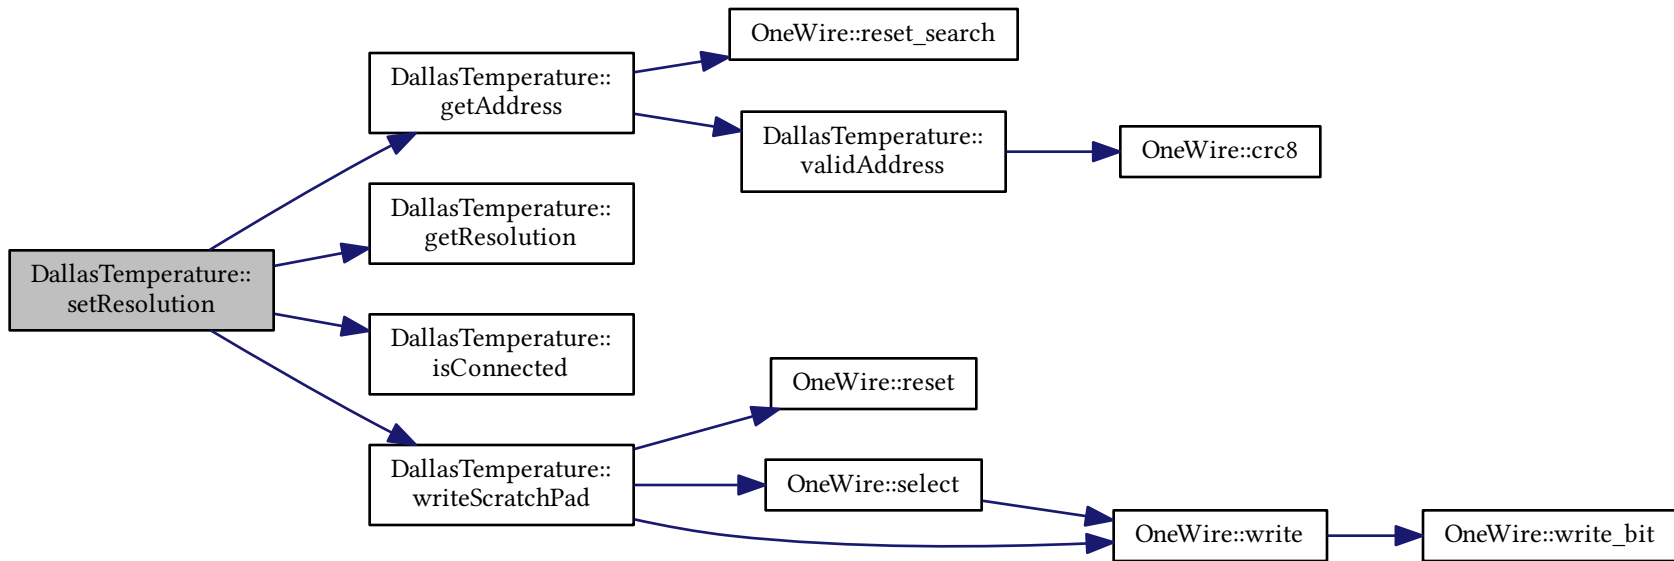 OneWire::reset_search
DallasTemperature::
getAddress
DallasTemperature::
validAddress
OneWire::crc8
DallasTemperature::
getResolution
DallasTemperature::
setResolution
DallasTemperature::
isConnected
OneWire::reset
DallasTemperature::
writeScratchPad
OneWire::select
OneWire::write
OneWire::write_bit